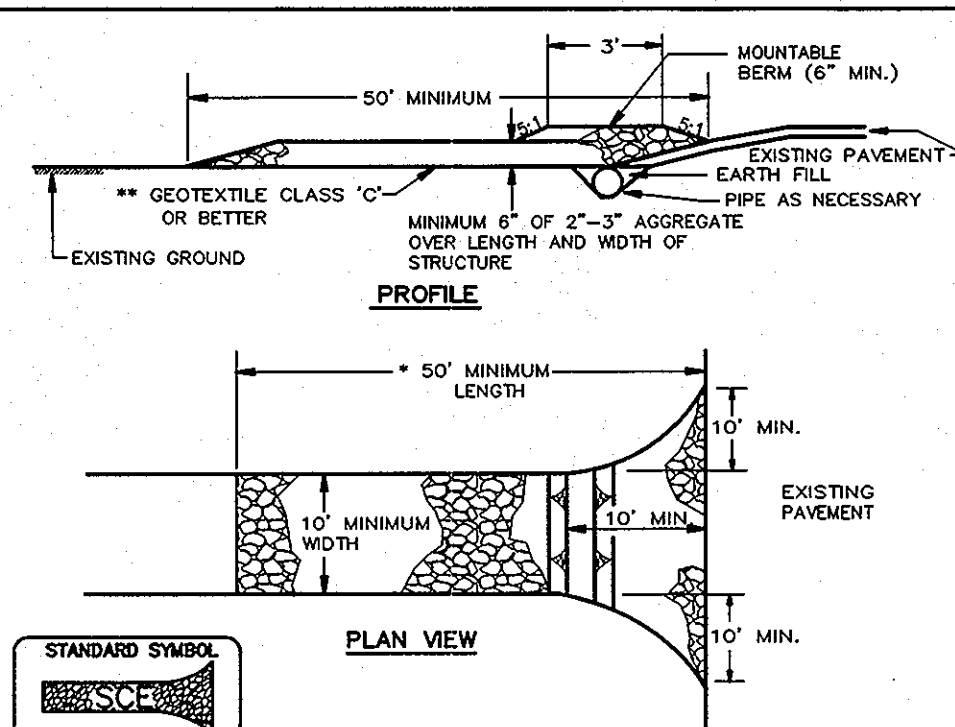 3'
MOUNTABLE
BERM (6" MIN.)
50' MINIMUM
5:1
5:1
EXISTING PAVEMENT
** GEOTEXTILE CLASS 'C'
OR BETTER
EARTH FILL
PIPE AS NECESSARY
MINIMUM 6" OF 2"-3" AGGREGATE
OVER LENGTH AND WIDTH OF
STRUCTURE
EXISTING GROUND
PROFILE
* 50' MINIMUM
LENGTH
10' MIN.
EXISTING
PAVEMENT
10' MINIMUM
WIDTH
10' MIN.
10' MIN.
PLAN VIEW
STANDARD SYMBOL
SCE